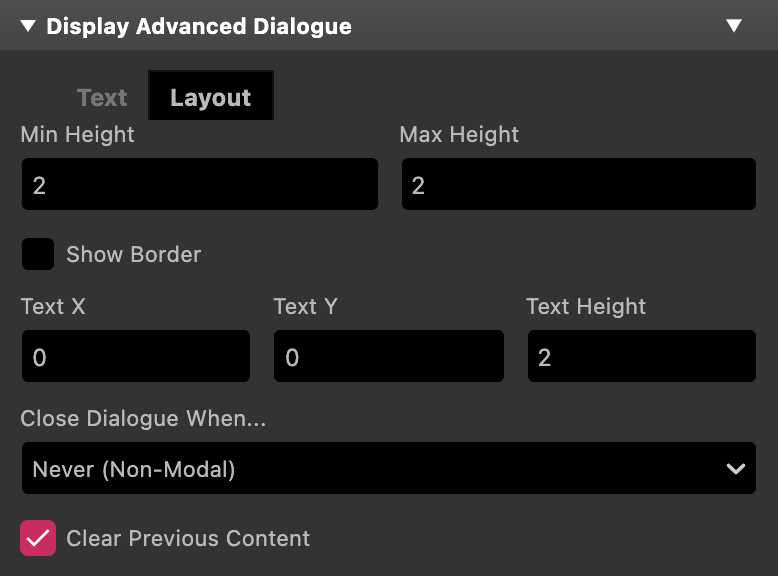 Display Advanced Dialogue
Text Layout
Min Height Max Height
2 2
Show Border
Text X Text Y Text Height
0 0 2
Close Dialogue When...
Never (Non-Modal)
Clear Previous Content